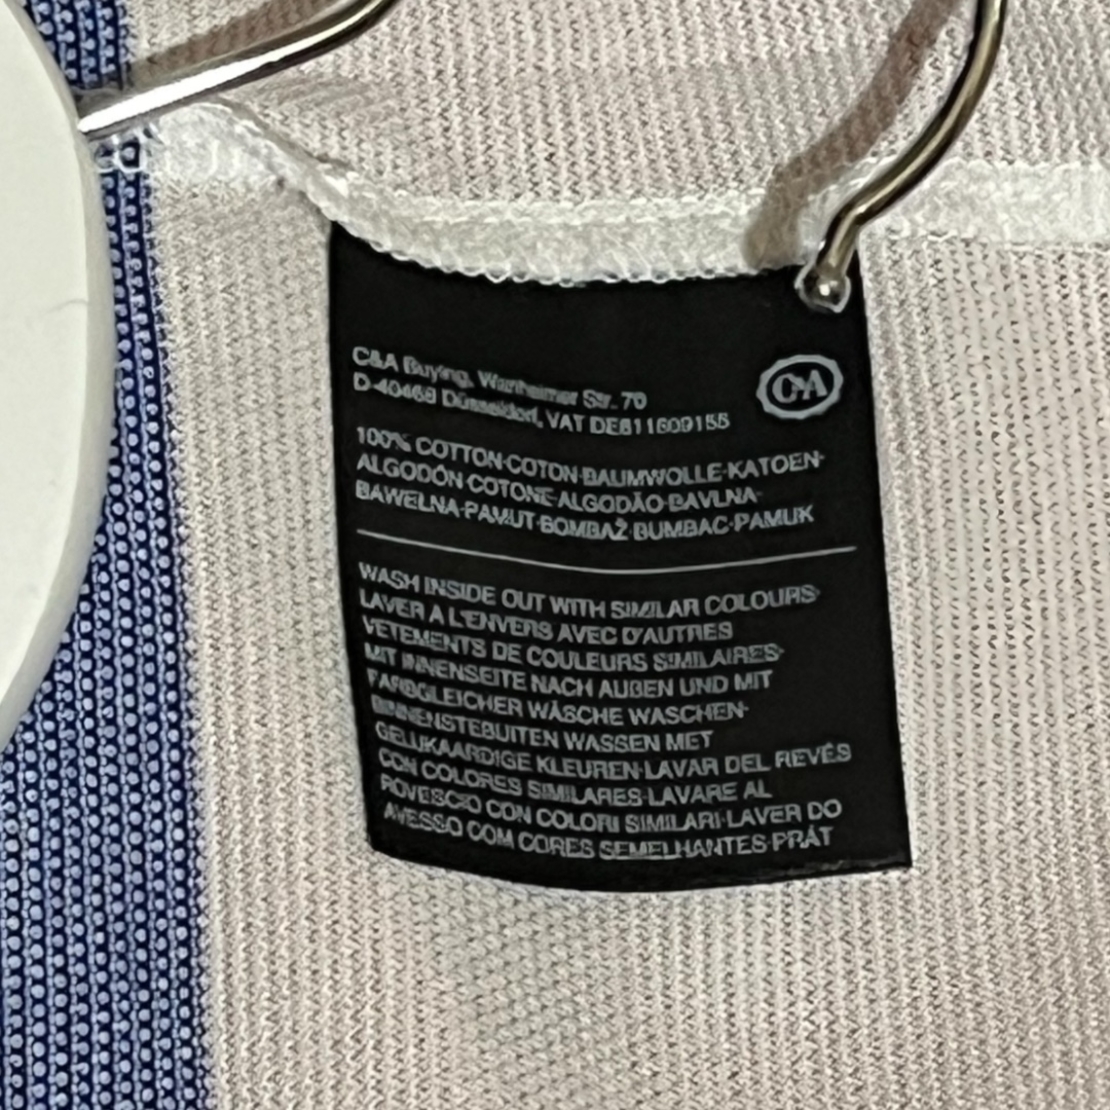 C&A Buying, Wanheimer Str. 70
D-40468 Düsseldorf, VAT DE811609155
C&A
100% COTTON·COTON·BAUMWOLLE·KATOEN·
ALGODÓN·COTONE·ALGODÃO·BAVLNA·
BAWEŁNA·PAMUT·BOMBAŽ·BUMBAC·PAMUK
WASH INSIDE OUT WITH SIMILAR COLOURS·
LAVER A L'ENVERS AVEC D'AUTRES
VETEMENTS DE COULEURS SIMILAIRES·
MIT INNENSEITE NACH AUßEN UND MIT
FARBGLEICHER WÄSCHE WASCHEN·
BINNENSTEBUITEN WASSEN MET
GELIJKAARDIGE KLEUREN·LAVAR DEL REVÉS
CON COLORES SIMILARES·LAVARE AL
ROVESCIO CON COLORI SIMILARI·LAVER DO
AVESSO COM CORES SEMELHANTES·PRÁT